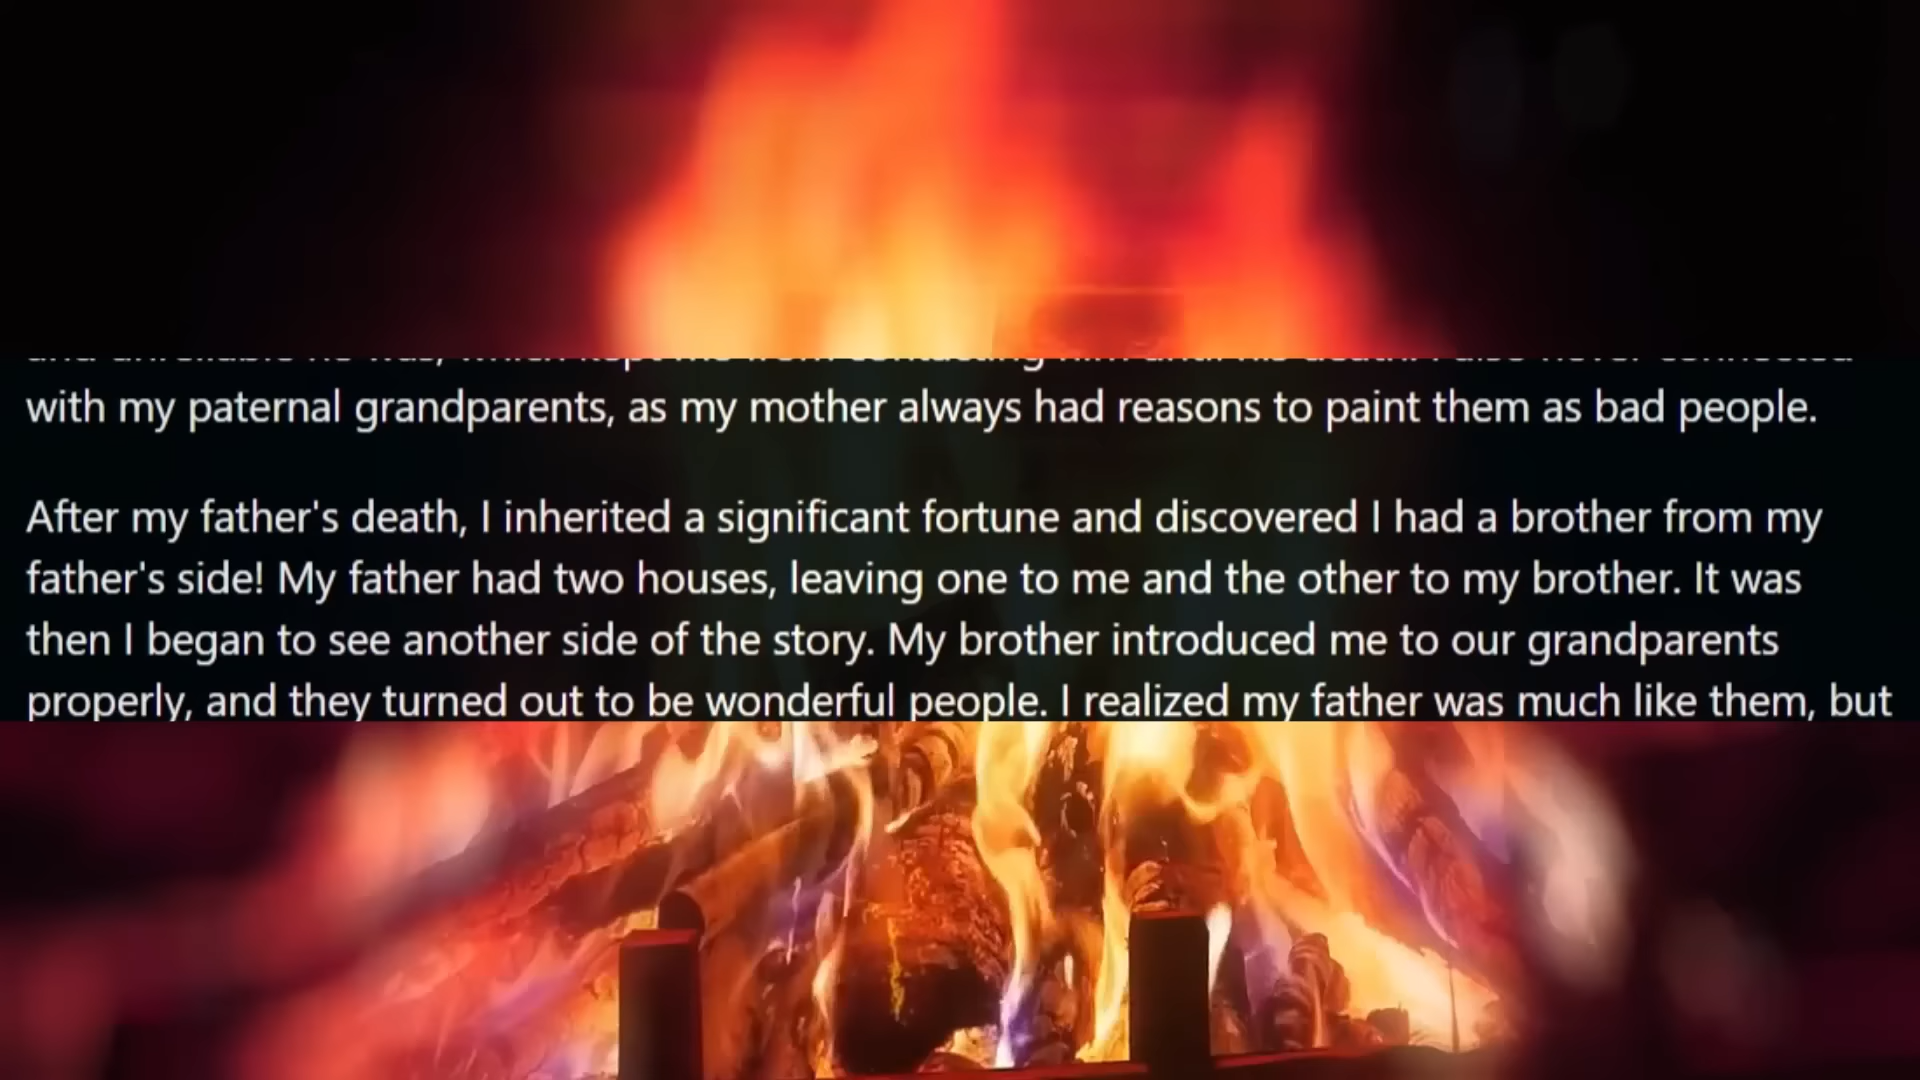 with my paternal grandparents, as my mother always had reasons to paint them as bad people.
After my father's death, I inherited a significant fortune and discovered I had a brother from my
father's side! My father had two houses, leaving one to me and the other to my brother. It was
then I began to see another side of the story. My brother introduced me to our grandparents
properly, and they turned out to be wonderful people. I realized my father was much like them, but